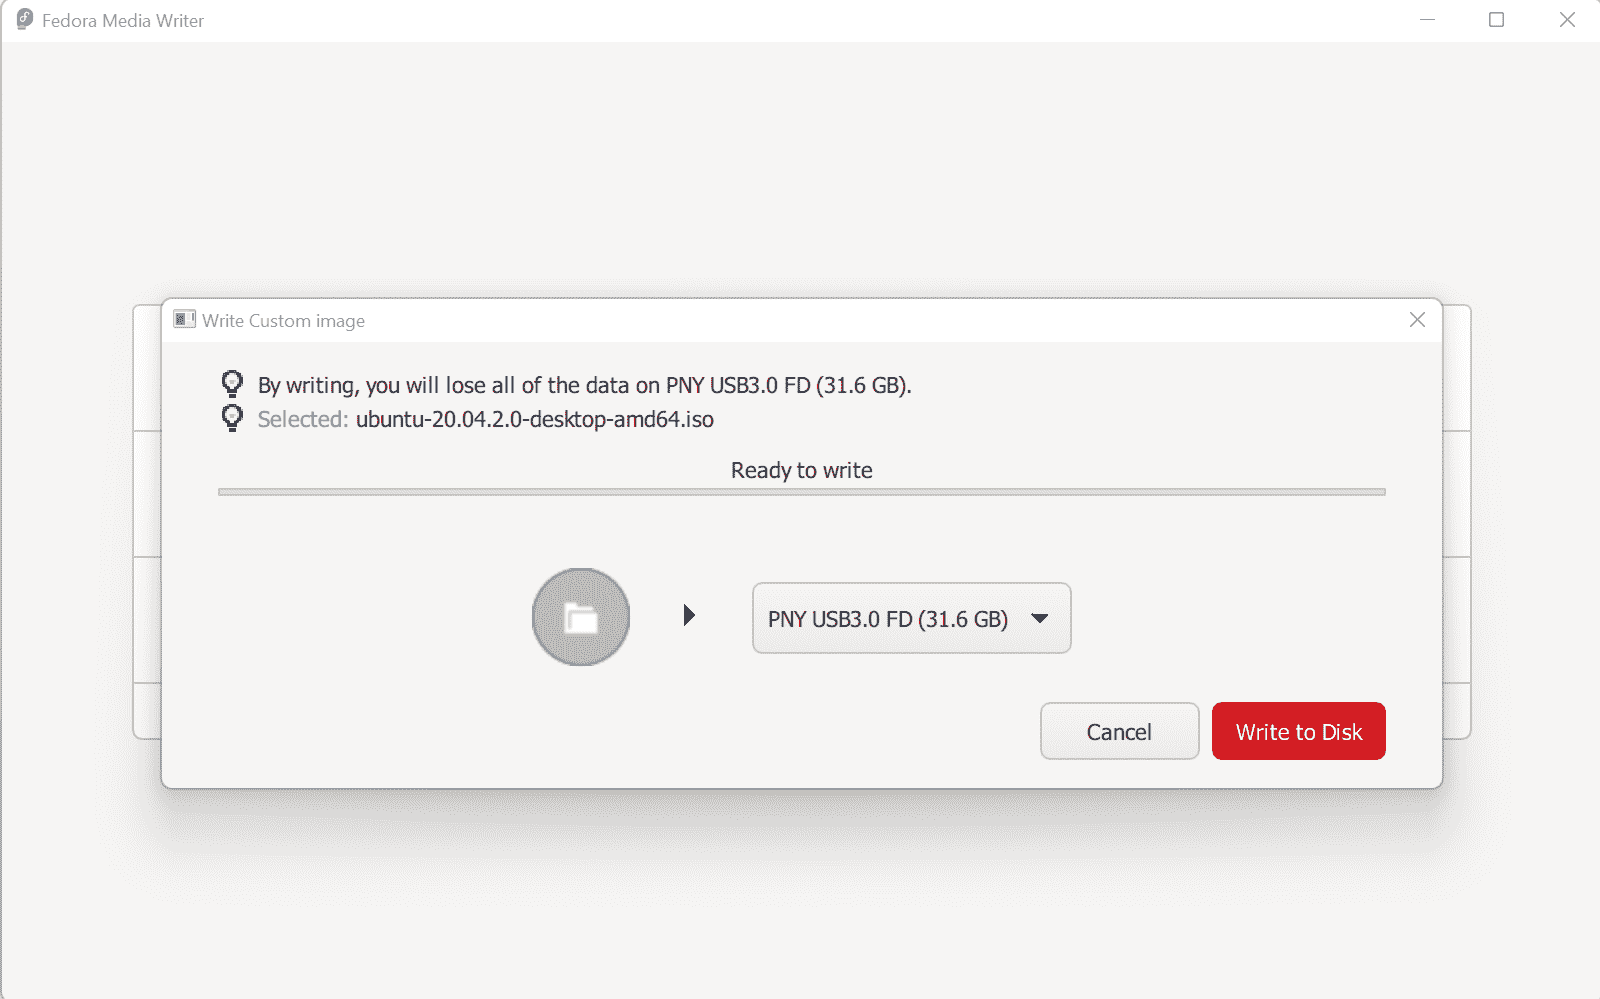 Fedora Media Writer
Write Custom image
By writing, you will lose all of the data on PNY USB3.0 FD (31.6 GB).
Selected: ubuntu-20.04.2.0-desktop-amd64.iso
Ready to write
PNY USB3.0 FD (31.6 GB)
Cancel
Write to Disk